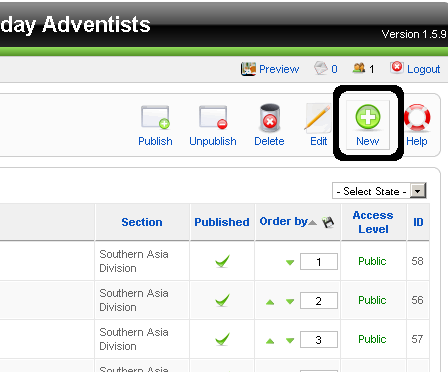 day Adventists
Version 1.5.9
Preview 0 1 Logout
Publish Unpublish Delete Edit New Help
- Select State -
Section Published Order by Access Level ID
Southern Asia Division 1 Public 58
Southern Asia Division 2 Public 56
Southern Asia Division 3 Public 57